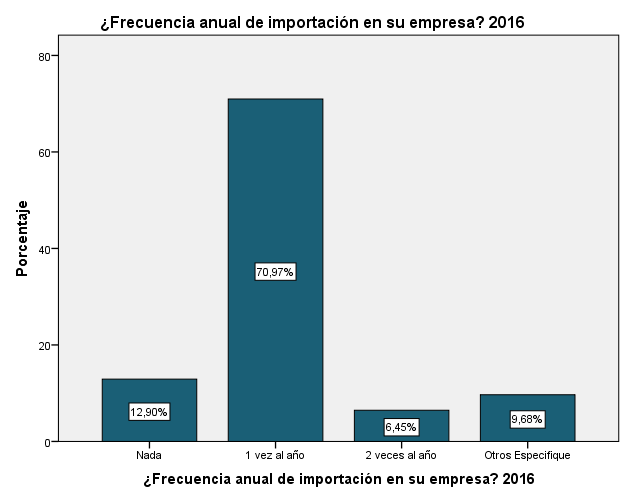 ¿Frecuencia anual de importación en su empresa? 2016
Porcentaje
80
60
40
20
0
12,90%
70,97%
6,45%
9,68%
Nada
1 vez al año
2 veces al año
Otros Especifique
¿Frecuencia anual de importación en su empresa? 2016